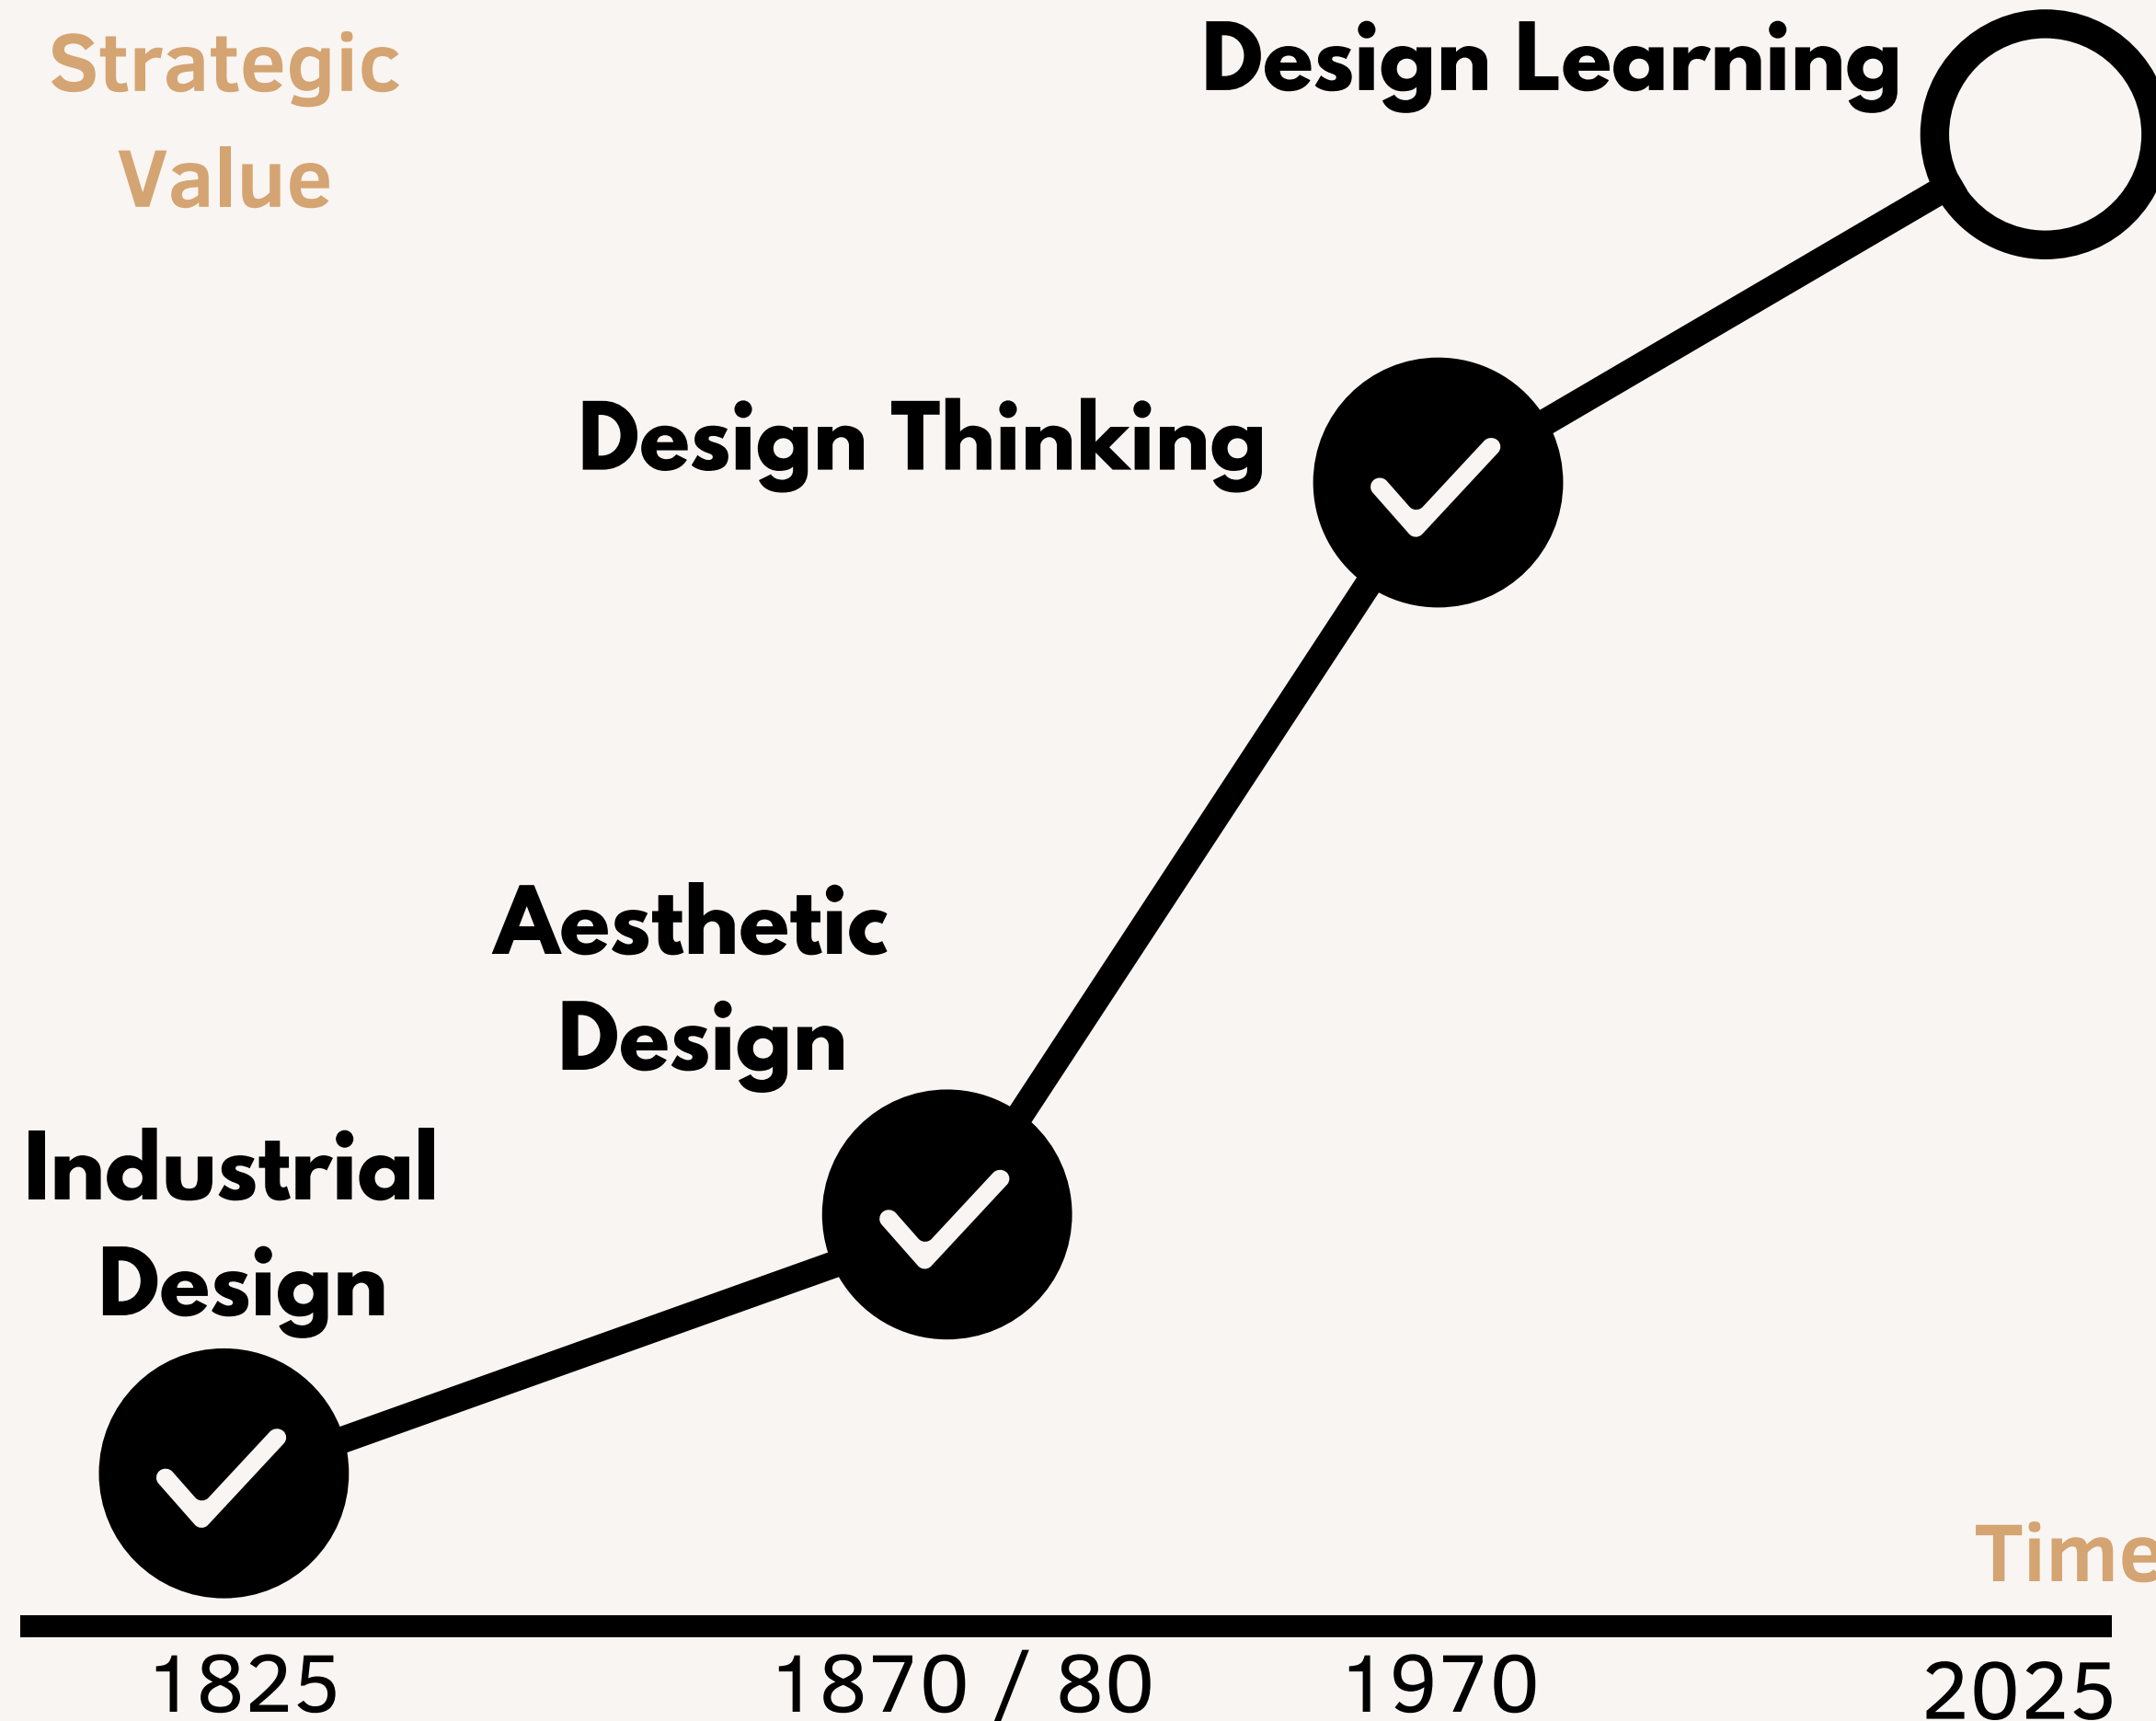 Strategic
Value
Design Learning
Design Thinking
Aesthetic
Design
Industrial
Design
Time
1825
1870/80
1970
2025